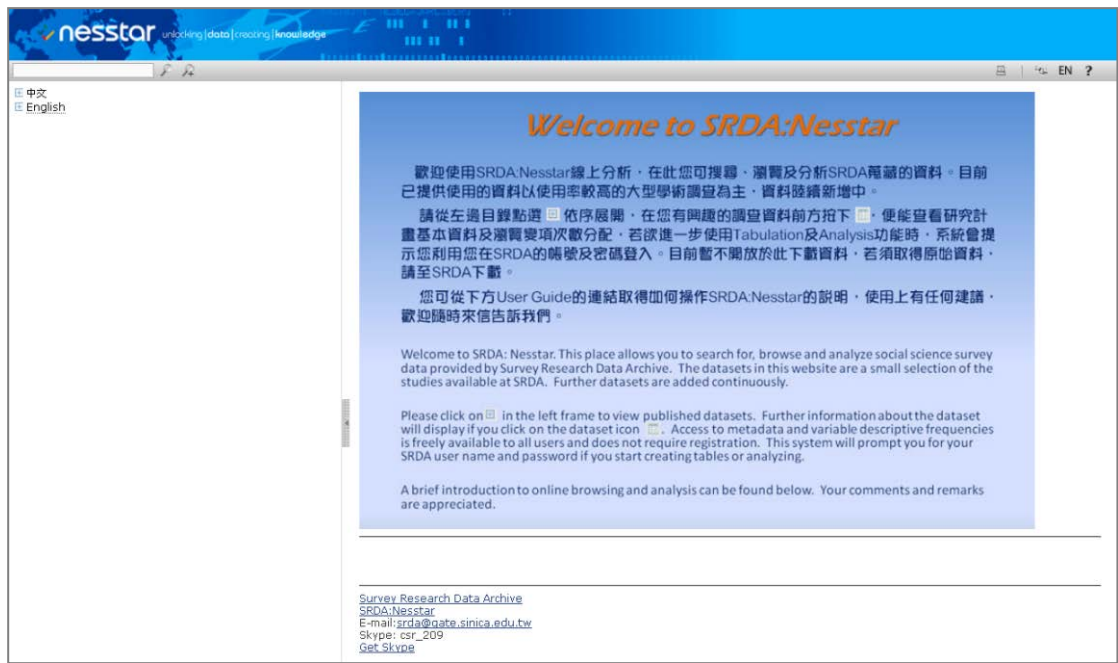 nesstar unlocking|data|creating|knowledge
EN ?
中文
English
Welcome to SRDA:Nesstar
歡迎使用SRDA:Nesstar線上分析，在此您可搜尋、瀏覽及分析SRDA蒐藏的資料。目前
已提供使用的資料以使用率較高的大型學術調查為主，資料陸續新增中。
請從左邊目錄點選 依序展開，在您有興趣的調查資料前方按下 ，便能查看研究計
畫基本資料及瀏覽變項次數分配，若欲進一步使用Tabulation及Analysis功能時，系統會提
示您利用您在SRDA的帳號及密碼登入。目前暫不開放於此下載資料，若須取得原始資料，
請至SRDA下載。
您可從下方User Guide的連結取得如何操作SRDA:Nesstar的說明，使用上有任何建議，
歡迎隨時來信告訴我們。
Welcome to SRDA: Nesstar. This place allows you to search for, browse and analyze social science survey
data provided by Survey Research Data Archive. The datasets in this website are a small selection of the
studies available at SRDA. Further datasets are added continuously.
Please click on in the left frame to view published datasets. Further information about the dataset
will display if you click on the dataset icon . Access to metadata and variable descriptive frequencies
is freely available to all users and does not require registration. This system will prompt you for your
SRDA user name and password if you start creating tables or analyzing.
A brief introduction to online browsing and analysis can be found below. Your comments and remarks
are appreciated.
Survey Research Data Archive
SRDA:Nesstar
E-mail:srda@gate.sinica.edu.tw
Skype: csr_209
Get Skype